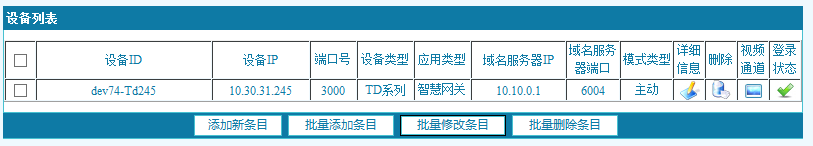 设备列表
设备ID 设备IP 端口号 设备类型 应用类型 域名服务器IP 域名服务器端口 模式类型 详细信息 删除 视频通道 登录状态
dev74-Td245 10.30.31.245 3000 TD系列 智慧网关 10.10.0.1 6004 主动
添加新条目 批量添加条目 批量修改条目 批量删除条目